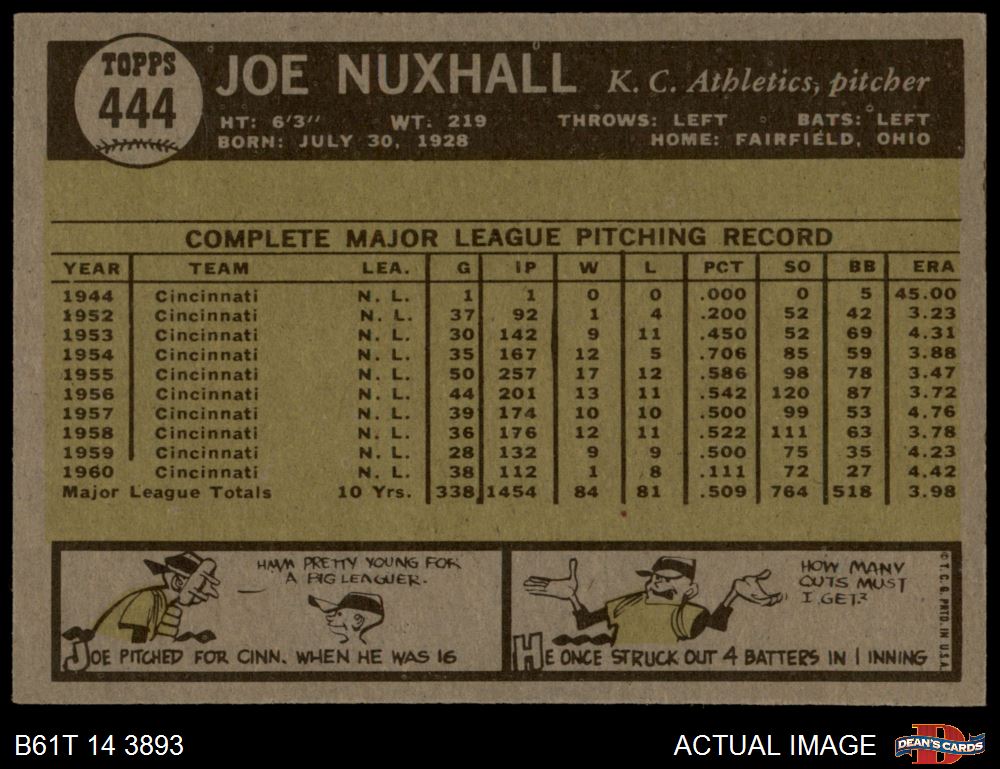 TOPPS
444
JOE NUXHALL K. C. Athletics, pitcher
HT: 6'3" WT: 219 THROWS: LEFT BATS: LEFT
BORN: JULY 30, 1928 HOME: FAIRFIELD, OHIO
COMPLETE MAJOR LEAGUE PITCHING RECORD
YEAR TEAM LEA. G IP W L PCT SO BB ERA
1944 Cincinnati N. L. 1 1 0 0 .000 0 5 45.00
1952 Cincinnati N. L. 37 92 1 4 .200 52 42 3.23
1953 Cincinnati N. L. 30 142 9 11 .450 52 69 4.31
1954 Cincinnati N. L. 35 167 12 5 .706 85 59 3.88
1955 Cincinnati N. L. 50 257 17 12 .586 98 78 3.47
1956 Cincinnati N. L. 44 201 13 11 .542 120 87 3.72
1957 Cincinnati N. L. 39 174 10 10 .500 99 53 4.76
1958 Cincinnati N. L. 36 176 12 11 .522 111 63 3.78
1959 Cincinnati N. L. 28 132 9 9 .500 75 35 4.23
1960 Cincinnati N. L. 38 112 1 8 .111 72 27 4.42
Major League Totals 10 Yrs. 338 1454 84 81 .509 764 518 3.98
HMM PRETTY YOUNG FOR
A BIG LEAGUER.
JOE PITCHED FOR CINN. WHEN HE WAS 16
HOW MANY
OUTS MUST
I GET?
HE ONCE STRUCK OUT 4 BATTERS IN 1 INNING
© T. C. G. PRTD. IN U.S.A.
B61T 14 3893
ACTUAL IMAGE
D
DEAN'S CARDS